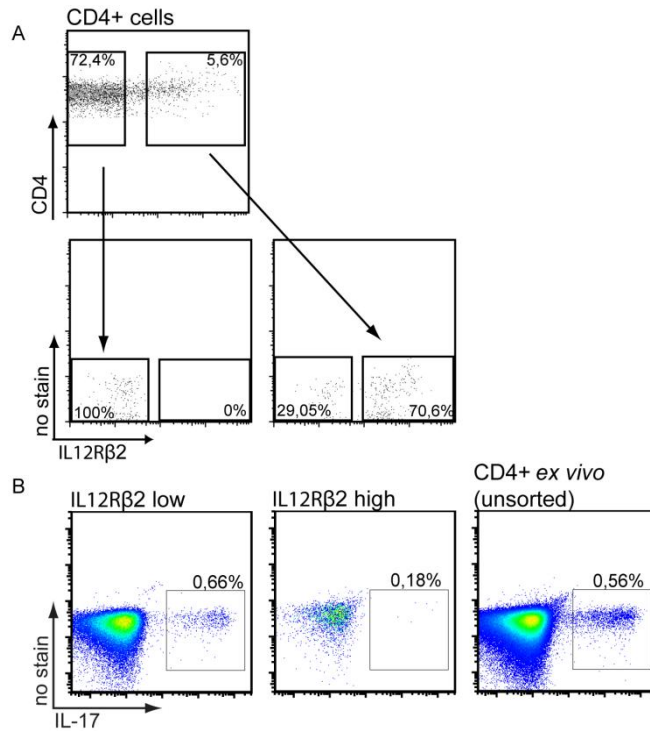 A
CD4+ cells
72,4%
5,6%
CD4
no stain
100%
0%
29,05%
70,6%
IL12Rβ2
B
IL12Rβ2 low
IL12Rβ2 high
CD4+ ex vivo
(unsorted)
0,66%
0,18%
0,56%
no stain
IL-17